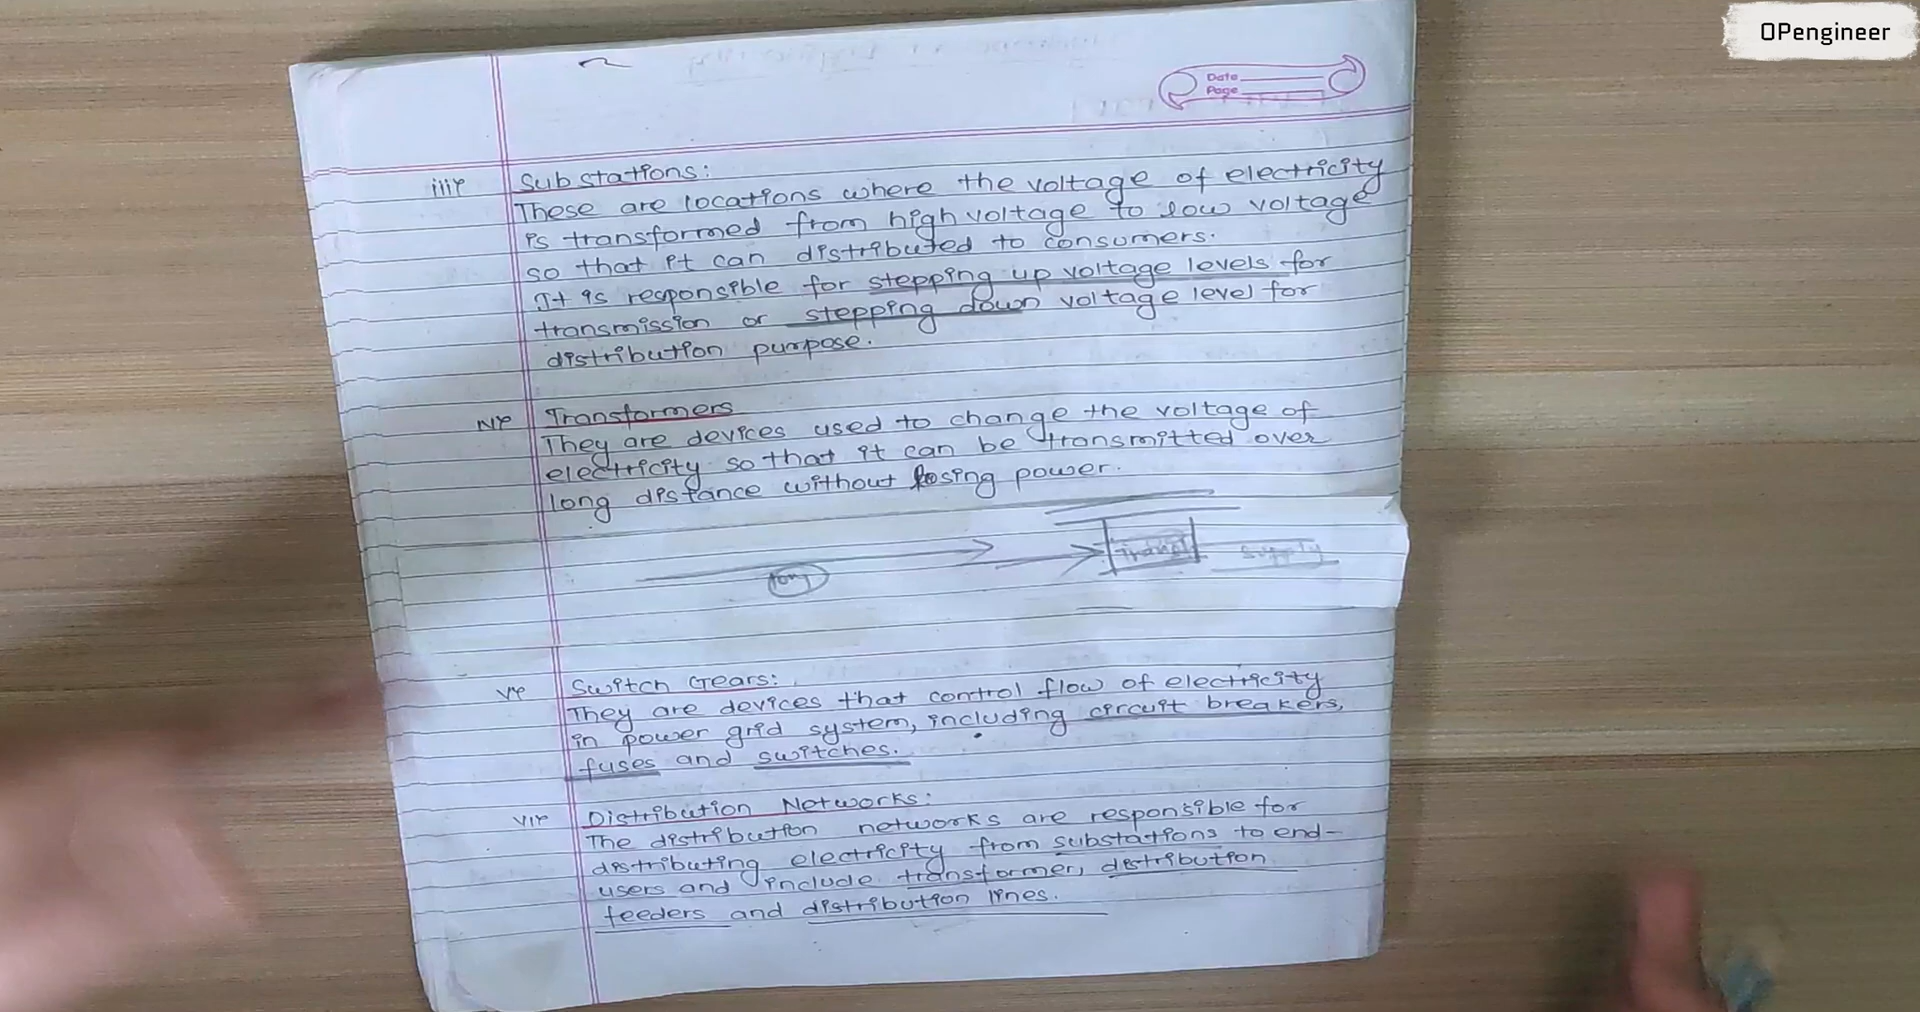 OPengineer
Date
Page
iii)
Substations:
These are locations where the voltage of electricity
is transformed from high voltage to low voltage
so that it can distributed to consumers.
It is responsible for stepping up voltage levels for
transmission or stepping down voltage level for
distribution purpose.
iv)
Transformers
They are devices used to change the voltage of
electricity so that it can be transmitted over
long distance without losing power.
long
Transf
supply
v)
Switch Gears:
They are devices that control flow of electricity
in power grid system, including circuit breakers,
fuses and switches.
vi)
Distribution Networks:
The distribution networks are responsible for
distributing electricity from substations to end-
users and include transformer, distribution
feeders and distribution lines.